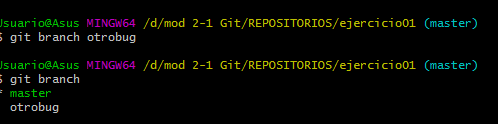 Usuario@Asus MINGW64 /d/mod 2-1 Git/REPOSITORIOS/ejercicio01 (master)
$ git branch otrobug
Usuario@Asus MINGW64 /d/mod 2-1 Git/REPOSITORIOS/ejercicio01 (master)
$ git branch
* master
otrobug